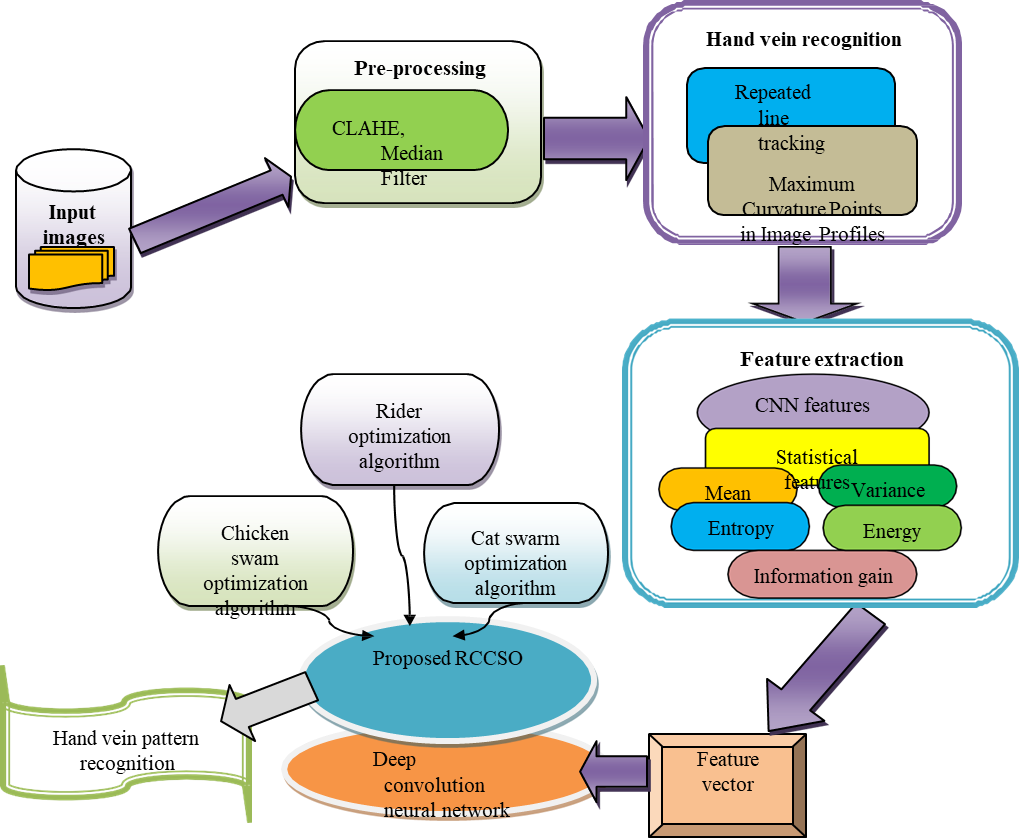 Input
images
Pre-processing
CLAHE,
Median
Filter
Hand vein recognition
Repeated
line
tracking
Maximum
Curvature Points
in Image Profiles
Feature extraction
CNN features
Statistical
features
Mean
Variance
Entropy
Energy
Information gain
Rider
optimization
algorithm
Chicken
swam
optimization
algorithm
Cat swarm
optimization
algorithm
Proposed RCCSO
Deep
convolution
neural network
Feature
vector
Hand vein pattern
recognition